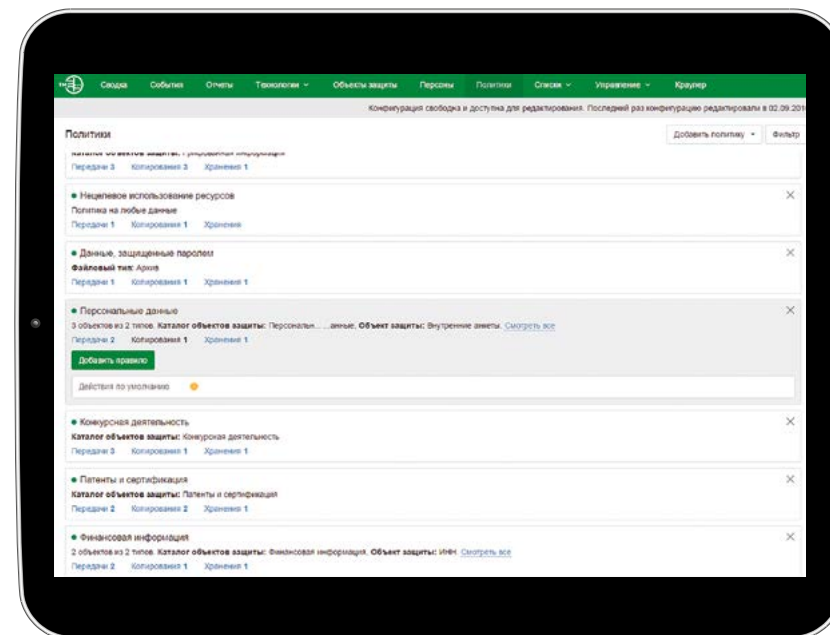 Сводка События Отчеты Технологии Объекты защиты Персоны Политики Списки Управление Краулер
Конфигурация свободна и доступна для редактирования. Последний раз конфигурацию редактировали в 02.09.201
Политики Добавить политику Фильтр
Каталог объектов защиты: Грифованная информация
Передачи 3 Копирования 3 Хранения 1
Нецелевое использование ресурсов
Политика на любые данные
Передачи 1 Копирования 1 Хранения
Данные, защищенные паролем
Файловый тип: Архив
Передачи 1 Копирования 1 Хранения 1
Персональные данные
3 объектов из 2 типов. Каталог объектов защиты: Персональн... ...анные. Объект защиты: Внутренние анкеты. Смотреть все
Передачи 2 Копирования 1 Хранения 1
Добавить правило
Действия по умолчанию
Конкурсная деятельность
Каталог объектов защиты: Конкурсная деятельность
Передачи 3 Копирования 1 Хранения 1
Патенты и сертификация
Каталог объектов защиты: Патенты и сертификация
Передачи 2 Копирования 2 Хранения 1
Финансовая информация
2 объектов из 2 типов. Каталог объектов защиты: Финансовая информация. Объект защиты: ИНН. Смотреть все
Передачи 2 Копирования 1 Хранения 1